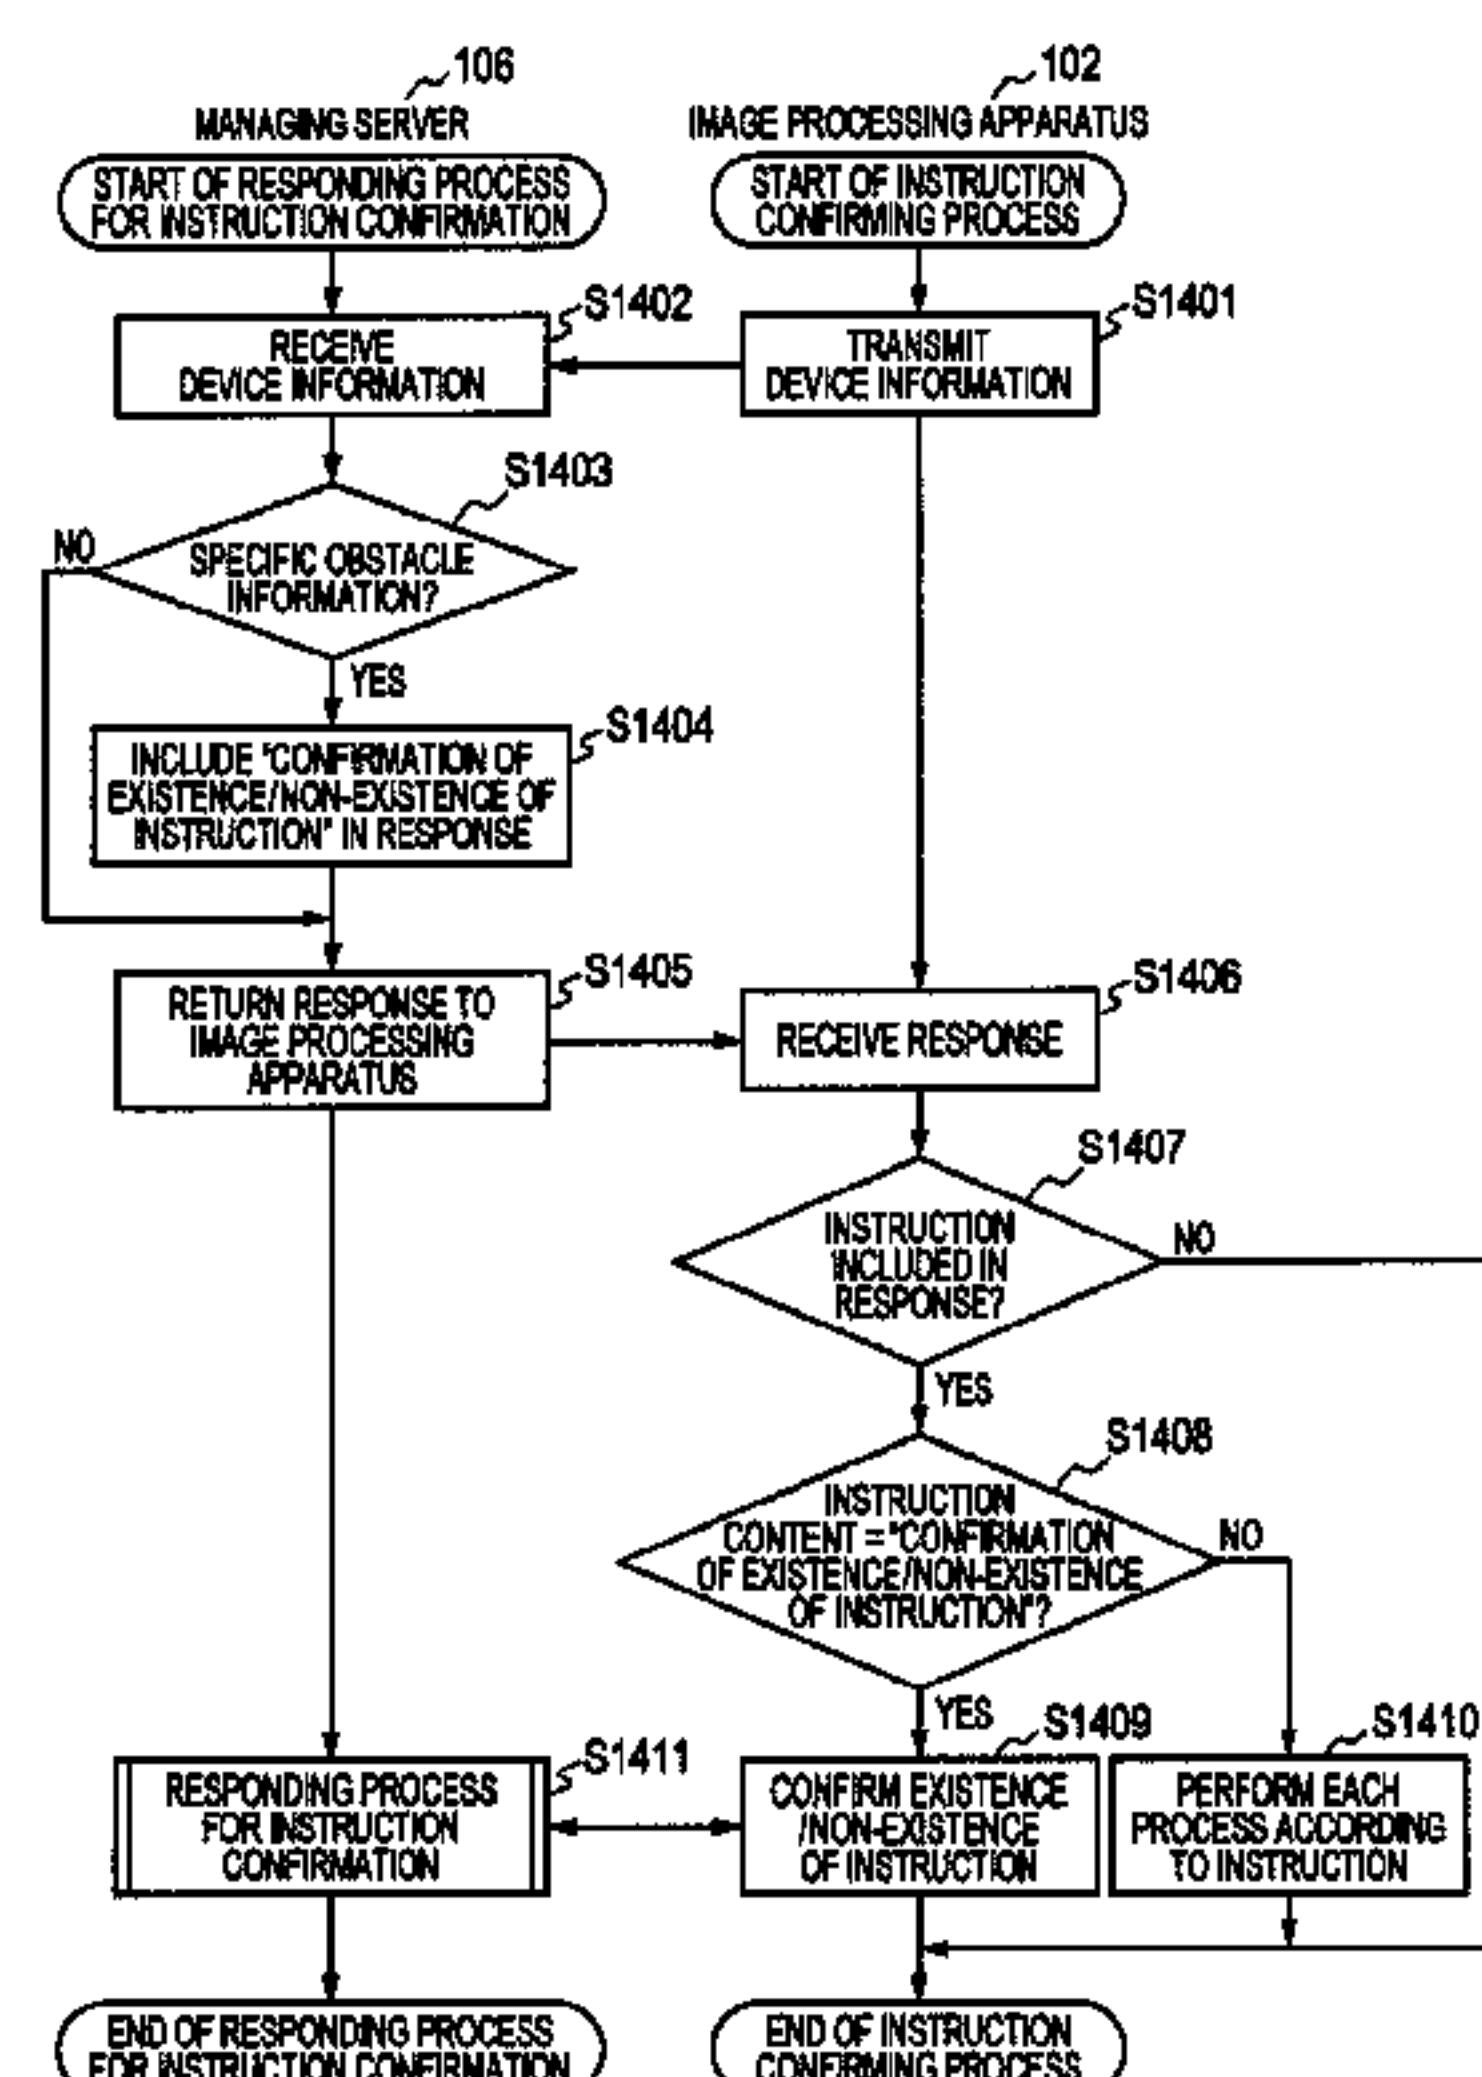 106
MANAGING SERVER
START OF RESPONDING PROCESS
FOR INSTRUCTION CONFIRMATION
102
IMAGE PROCESSING APPARATUS
START OF INSTRUCTION
CONFIRMING PROCESS
S1402
RECEIVE
DEVICE INFORMATION
S1401
TRANSMIT
DEVICE INFORMATION
S1403
NO
SPECIFIC OBSTACLE
INFORMATION?
YES
S1404
INCLUDE "CONFIRMATION OF
EXISTENCE/NON-EXISTENCE OF
INSTRUCTION" IN RESPONSE
S1405
RETURN RESPONSE TO
IMAGE PROCESSING
APPARATUS
S1406
RECEIVE RESPONSE
S1407
INSTRUCTION
INCLUDED IN
RESPONSE?
NO
YES
S1408
INSTRUCTION
CONTENT = "CONFIRMATION
OF EXISTENCE/NON-EXISTENCE
OF INSTRUCTION"?
NO
YES
S1411
RESPONDING PROCESS
FOR INSTRUCTION
CONFIRMATION
S1409
CONFIRM EXISTENCE
/NON-EXISTENCE
OF INSTRUCTION
S1410
PERFORM EACH
PROCESS ACCORDING
TO INSTRUCTION
END OF RESPONDING PROCESS
FOR INSTRUCTION CONFIRMATION
END OF INSTRUCTION
CONFIRMING PROCESS